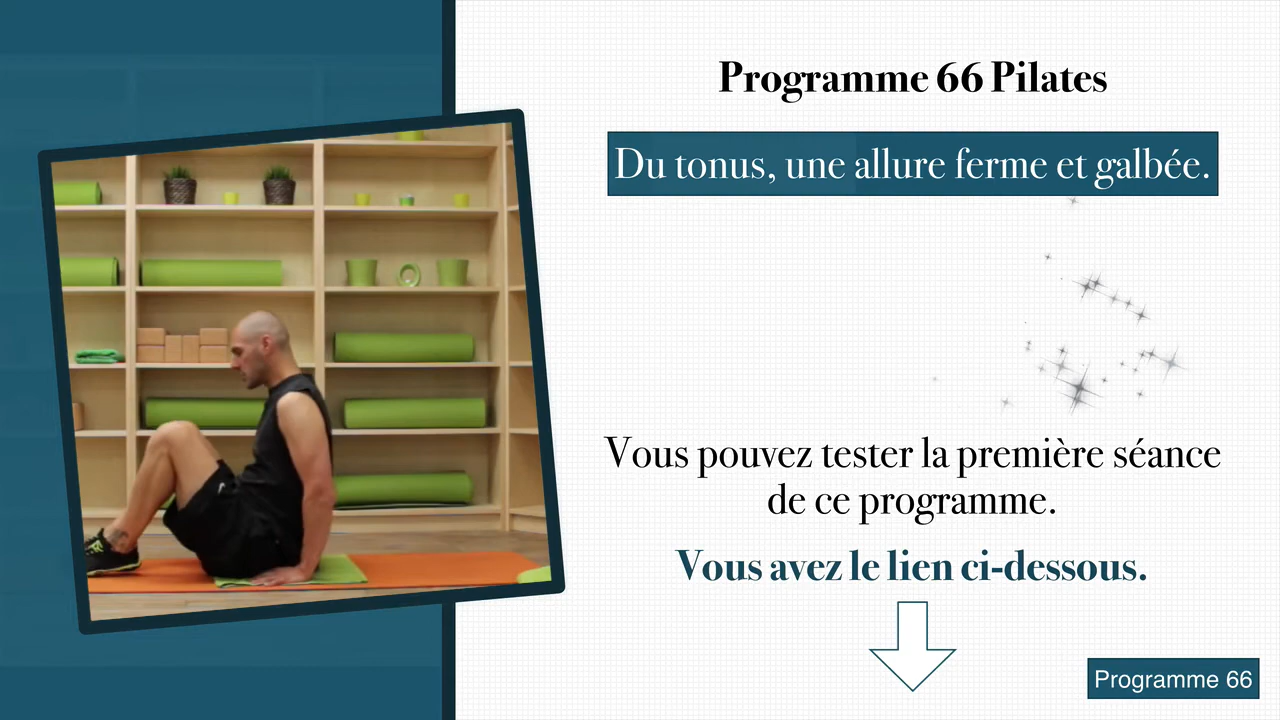 Programme 66 Pilates
Du tonus, une allure ferme et galbée.
Vous pouvez tester la première séance
de ce programme.
Vous avez le lien ci-dessous.
Programme 66